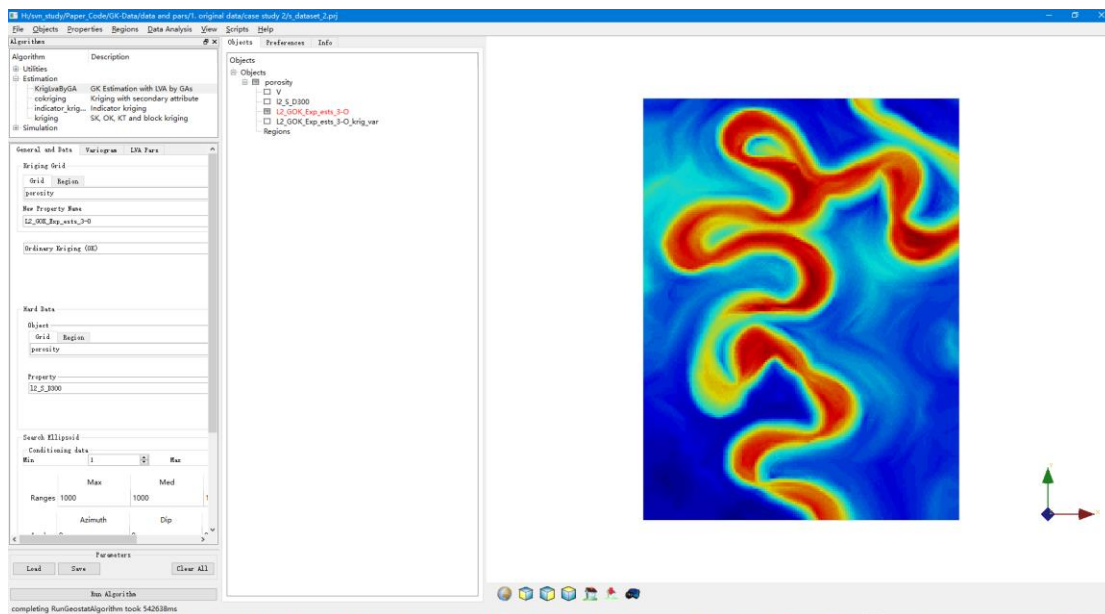 H:/svn_study/Paper_Code/GK-Data/data and pars/1. original data/case study 2/s_dataset_2.prj
File Objects Properties Regions Data Analysis View Scripts Help
Algorithms
Algorithm Description
Utilities
Estimation
KrigLvaByGA GK Estimation with LVA by GAs
cokriging Kriging with secondary attribute
indicator_krig... Indicator kriging
kriging SK, OK, KT and block kriging
Simulation
General and Data Variogram LVA Pars
Kriging Grid
Grid Region
porosity
New Property Name
L2_GOK_Exp_ests_3-O
Ordinary Kriging (OK)
Hard Data
Object
Grid Region
porosity
Property
l2_S_D300
Search Ellipsoid
Conditioning data
Min 1 Max
Max Med
Ranges 1000 1000
Azimuth Dip
Parameters
Load Save Clear All
Run Algorithm
completing RunGeostatAlgorithm took 542638ms
Objects Preferences Info
Objects
Objects
porosity
V
l2_S_D300
L2_GOK_Exp_ests_3-O
L2_GOK_Exp_ests_3-O_krig_var
Regions